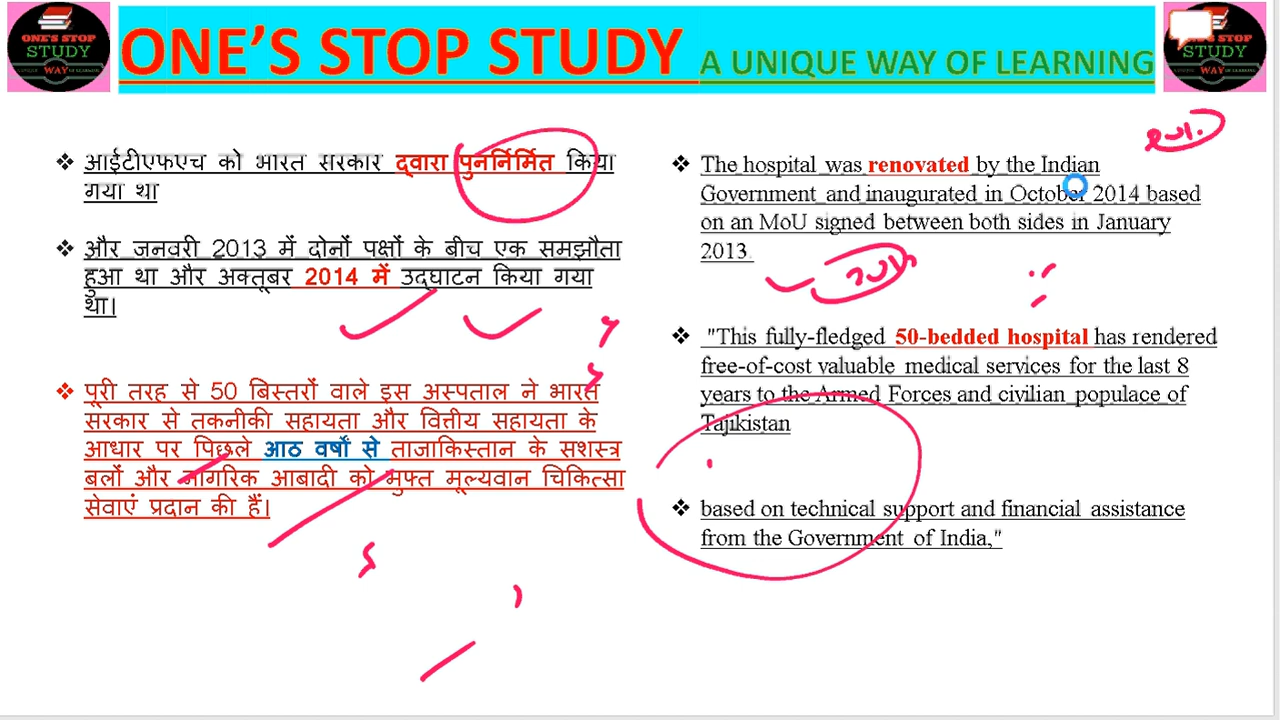 ONE'S STOP
STUDY
WAY OF LEARNING
ONE'S STOP STUDY A UNIQUE WAY OF LEARNING
STOP
STUDY
WAY OF LEARNING
❖ आईटीएफएच को भारत सरकार द्वारा पुनर्निर्मित किया
गया था
❖ और जनवरी 2013 में दोनों पक्षों के बीच एक समझौता
हुआ था और अक्तूबर 2014 में उद्घाटन किया गया
था।
❖ पूरी तरह से 50 बिस्तरों वाले इस अस्पताल ने भारत
सरकार से तकनीकी सहायता और वित्तीय सहायता के
आधार पर पिछले आठ वर्षों से ताजाकिस्तान के सशस्त्र
बलों और नागरिक आबादी को मुफ्त मूल्यवान चिकित्सा
सेवाएं प्रदान की हैं।
❖ The hospital was renovated by the Indian
Government and inaugurated in October 2014 based
on an MoU signed between both sides in January
2013.
❖ "This fully-fledged 50-bedded hospital has rendered
free-of-cost valuable medical services for the last 8
years to the Armed Forces and civilian populace of
Tajikistan
❖ based on technical support and financial assistance
from the Government of India,"